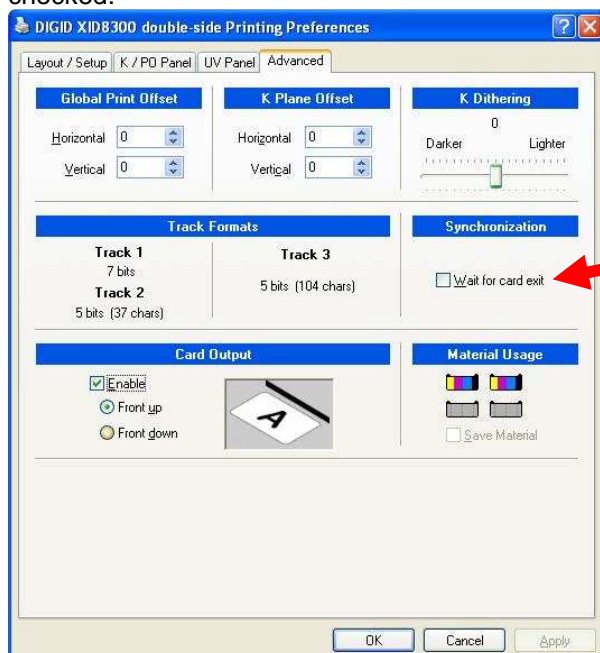 checked.
DIGID XID8300 double-side Printing Preferences
Layout / Setup K / PO Panel UV Panel Advanced
Global Print Offset
Horizontal 0
Vertical 0
K Plane Offset
Horizontal 0
Vertical 0
K Dithering
0
Darker Lighter
Track Formats
Track 1
7 bits
Track 2
5 bits (37 chars)
Track 3
5 bits (104 chars)
Synchronization
Wait for card exit
Card Output
Enable
Front up
Front down
A
Material Usage
Save Material
OK Cancel Apply